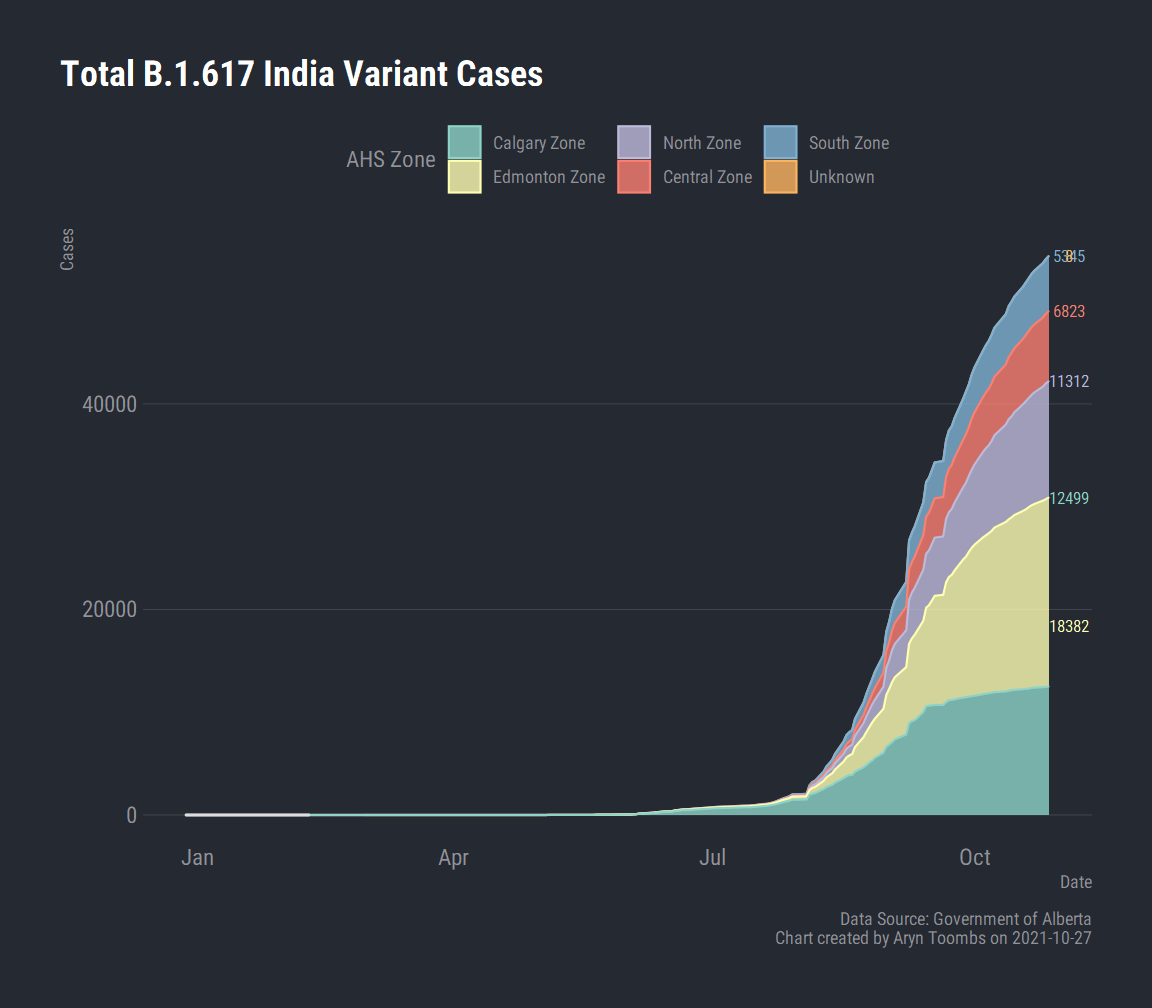 Total B.1.617 India Variant Cases
AHS Zone
Calgary Zone
North Zone
South Zone
Edmonton Zone
Central Zone
Unknown
Cases
5345
8
6823
11312
40000
12499
20000
18382
0
Jan
Apr
Jul
Oct
Date
Data Source: Government of Alberta
Chart created by Aryn Toombs on 2021-10-27